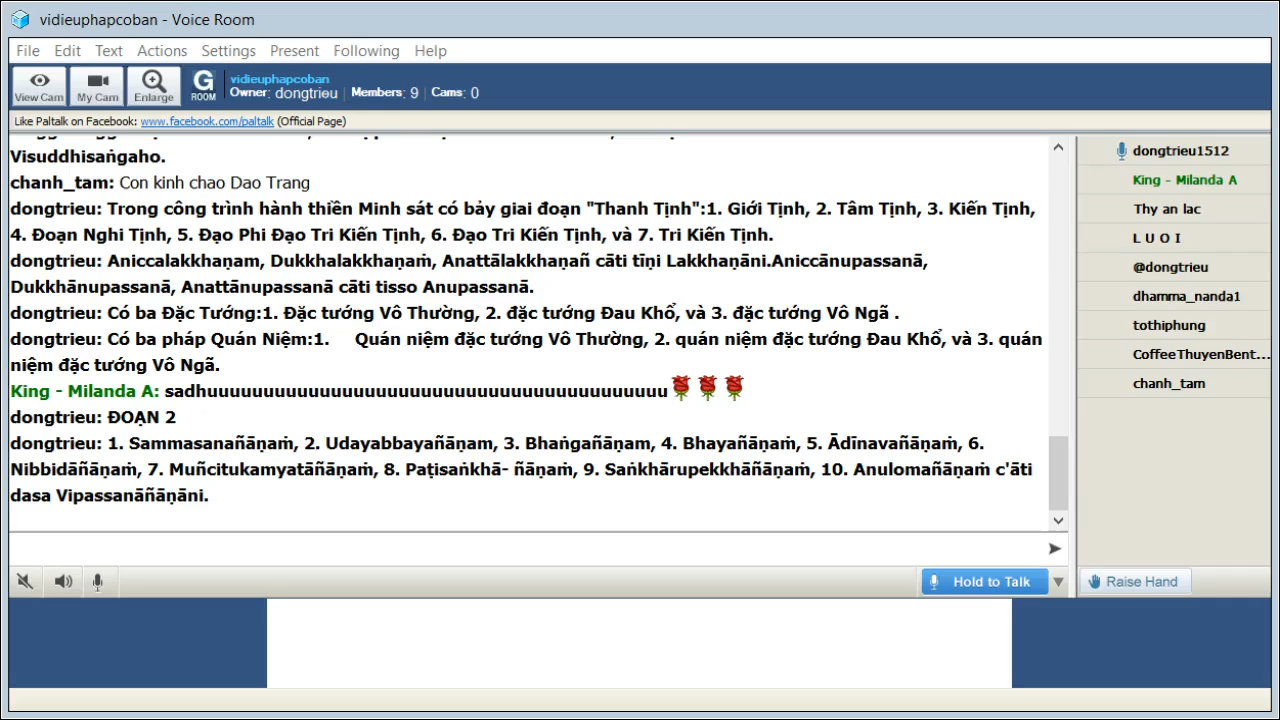 vidieuphapcoban - Voice Room
File Edit Text Actions Settings Present Following Help
View Cam My Cam Enlarge G ROOM
vidieuphapcoban
Owner: dongtrieu | Members: 9 | Cams: 0
Like Paltalk on Facebook: www.facebook.com/paltalk (Official Page)
Visuddhisaṅgaho.
chanh_tam: Con kinh chao Dao Trang
dongtrieu: Trong công trình hành thiền Minh sát có bảy giai đoạn "Thanh Tịnh":1. Giới Tịnh, 2. Tâm Tịnh, 3. Kiến Tịnh,
4. Đoạn Nghi Tịnh, 5. Đạo Phi Đạo Tri Kiến Tịnh, 6. Đạo Tri Kiến Tịnh, và 7. Tri Kiến Tịnh.
dongtrieu: Aniccalakkhaṇam, Dukkhalakkhaṇaṁ, Anattālakkhaṇañ cāti tīṇi Lakkhaṇāni.Aniccānupassanā,
Dukkhānupassanā, Anattānupassanā cāti tisso Anupassanā.
dongtrieu: Có ba Đặc Tướng:1. Đặc tướng Vô Thường, 2. đặc tướng Đau Khổ, và 3. đặc tướng Vô Ngã .
dongtrieu: Có ba pháp Quán Niệm:1. Quán niệm đặc tướng Vô Thường, 2. quán niệm đặc tướng Đau Khổ, và 3. quán
niệm đặc tướng Vô Ngã.
King - Milanda A: sadhuuuuuuuuuuuuuuuuuuuuuuuuuuuuuuuuuuuuuuuuu
dongtrieu: ĐOẠN 2
dongtrieu: 1. Sammasanañāṇaṁ, 2. Udayabbayañāṇam, 3. Bhaṅgañāṇam, 4. Bhayañāṇaṁ, 5. Ādīnavañāṇaṁ, 6.
Nibbidāñāṇaṁ, 7. Muñcitukamyatāñāṇaṁ, 8. Paṭisaṅkhā- ñāṇaṁ, 9. Saṅkhārupekkhāñāṇaṁ, 10. Anulomañāṇaṁ c'āti
dasa Vipassanāñāṇāni.
dongtrieu1512
King - Milanda A
Thy an lac
L U O I
@dongtrieu
dhamma_nanda1
tothiphung
CoffeeThuyenBent...
chanh_tam
Hold to Talk
Raise Hand